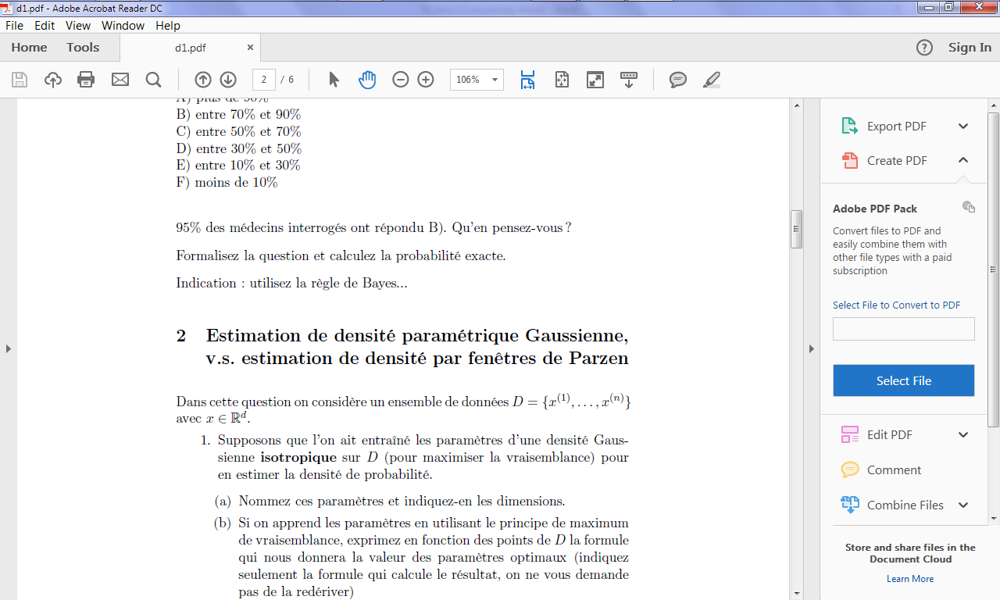 d1.pdf - Adobe Acrobat Reader DC
File Edit View Window Help
Home Tools d1.pdf × ? Sign In
2 / 6 106%
A) plus de 90%
B) entre 70% et 90%
C) entre 50% et 70%
D) entre 30% et 50%
E) entre 10% et 30%
F) moins de 10%
95% des médecins interrogés ont répondu B). Qu'en pensez-vous ?
Formalisez la question et calculez la probabilité exacte.
Indication : utilisez la règle de Bayes...
2 Estimation de densité paramétrique Gaussienne,
v.s. estimation de densité par fenêtres de Parzen
Dans cette question on considère un ensemble de données D = {x^{(1)}, . . . , x^{(n)}}
avec x ∈ ℝ^d.
1. Supposons que l'on ait entraîné les paramètres d'une densité Gaus-
sienne isotropique sur D (pour maximiser la vraisemblance) pour
en estimer la densité de probabilité.
(a) Nommez ces paramètres et indiquez-en les dimensions.
(b) Si on apprend les paramètres en utilisant le principe de maximum
de vraisemblance, exprimez en fonction des points de D la formule
qui nous donnera la valeur des paramètres optimaux (indiquez
seulement la formule qui calcule le résultat, on ne vous demande
pas de la redériver)
Export PDF
Create PDF
Adobe PDF Pack
Convert files to PDF and
easily combine them with
other file types with a paid
subscription
Select File to Convert to PDF
Select File
Edit PDF
Comment
Combine Files
Store and share files in the
Document Cloud
Learn More